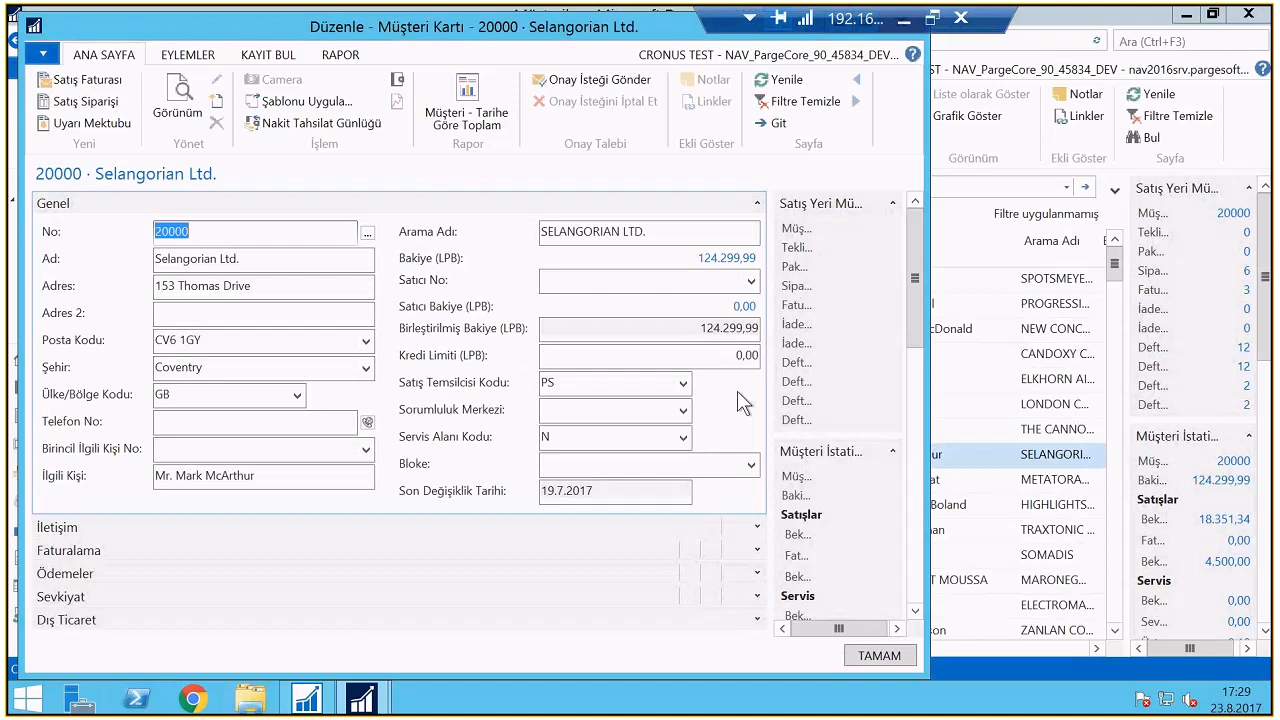 Düzenle - Müşteri Kartı - 20000 · Selangorian Ltd.
192.16...
ANA SAYFA
EYLEMLER
KAYIT BUL
RAPOR
CRONUS TEST - NAV_PargeCore_90_45834_DEV...
Ara (Ctrl+F3)
ST - NAV_PargeCore_90_45834_DEV - nav2016srv.pargesoft...
Satış Faturası
Satış Siparişi
Uyarı Mektubu
Yeni
Görünüm
Yönet
Camera
Şablonu Uygula...
Nakit Tahsilat Günlüğü
İşlem
Müşteri - Tarihe
Göre Toplam
Rapor
Onay İsteği Gönder
Onay İsteğini İptal Et
Onay Talebi
Notlar
Linkler
Ekli Göster
Yenile
Filtre Temizle
Git
Sayfa
Liste olarak Göster
Grafik Göster
Görünüm
Notlar
Linkler
Ekli Göster
Yenile
Filtre Temizle
Bul
Sayfa
20000 · Selangorian Ltd.
Genel
No: 20000 ...
Ad: Selangorian Ltd.
Adres: 153 Thomas Drive
Adres 2:
Posta Kodu: CV6 1GY
Şehir: Coventry
Ülke/Bölge Kodu: GB
Telefon No:
Birincil İlgili Kişi No:
İlgili Kişi: Mr. Mark McArthur
Arama Adı: SELANGORIAN LTD.
Bakiye (LPB): 124.299,99
Satıcı No:
Satıcı Bakiye (LPB): 0,00
Birleştirilmiş Bakiye (LPB): 124.299,99
Kredi Limiti (LPB): 0,00
Satış Temsilcisi Kodu: PS
Sorumluluk Merkezi:
Servis Alanı Kodu: N
Bloke:
Son Değişiklik Tarihi: 19.7.2017
İletişim
Faturalama
Ödemeler
Sevkiyat
Dış Ticaret
Satış Yeri Mü...
Müş...
Tekli...
Pak...
Sipa...
Fatu...
İade...
İade...
Deft...
Deft...
Deft...
Deft...
Müşteri İstati...
Müş...
Baki...
Satışlar
Bek...
Fat...
Bek...
Servis
Bek...
TAMAM
Filtre uygulanmış
Arama Adı
SPOTSMEYE...
PROGRESSI...
cDonald NEW CONC...
CANDOXY C...
ELKHORN AI...
LONDON C...
THE CANNO...
ur SELANGORI...
at METATORA...
Boland HIGHLIGHTS...
nan TRAXTONIC ...
SOMADIS
T MOUSSA MARONEG...
ELECTROMA...
son ZANLAN CO...
Satış Yeri Mü...
Müş... 20000
Tekli... 0
Pak... 0
Sipa... 6
Fatu... 3
İade... 0
İade... 0
Deft... 12
Deft... 12
Deft... 2
Deft... 2
Müşteri İstati...
Müş... 20000
Baki... 124.299,99
Satışlar
Bek... 18.351,34
Fat... 0,00
Bek... 4.500,00
Servis
Bek... 0,00
Sev... 0,00
17:29
23.8.2017